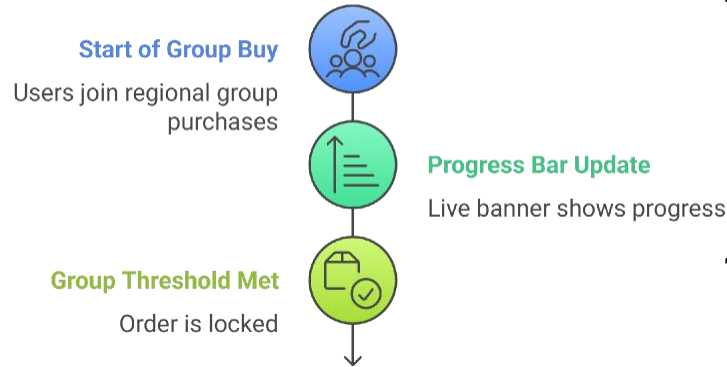 Start of Group Buy
Users join regional group
purchases
Progress Bar Update
Live banner shows progress
Group Threshold Met
Order is locked